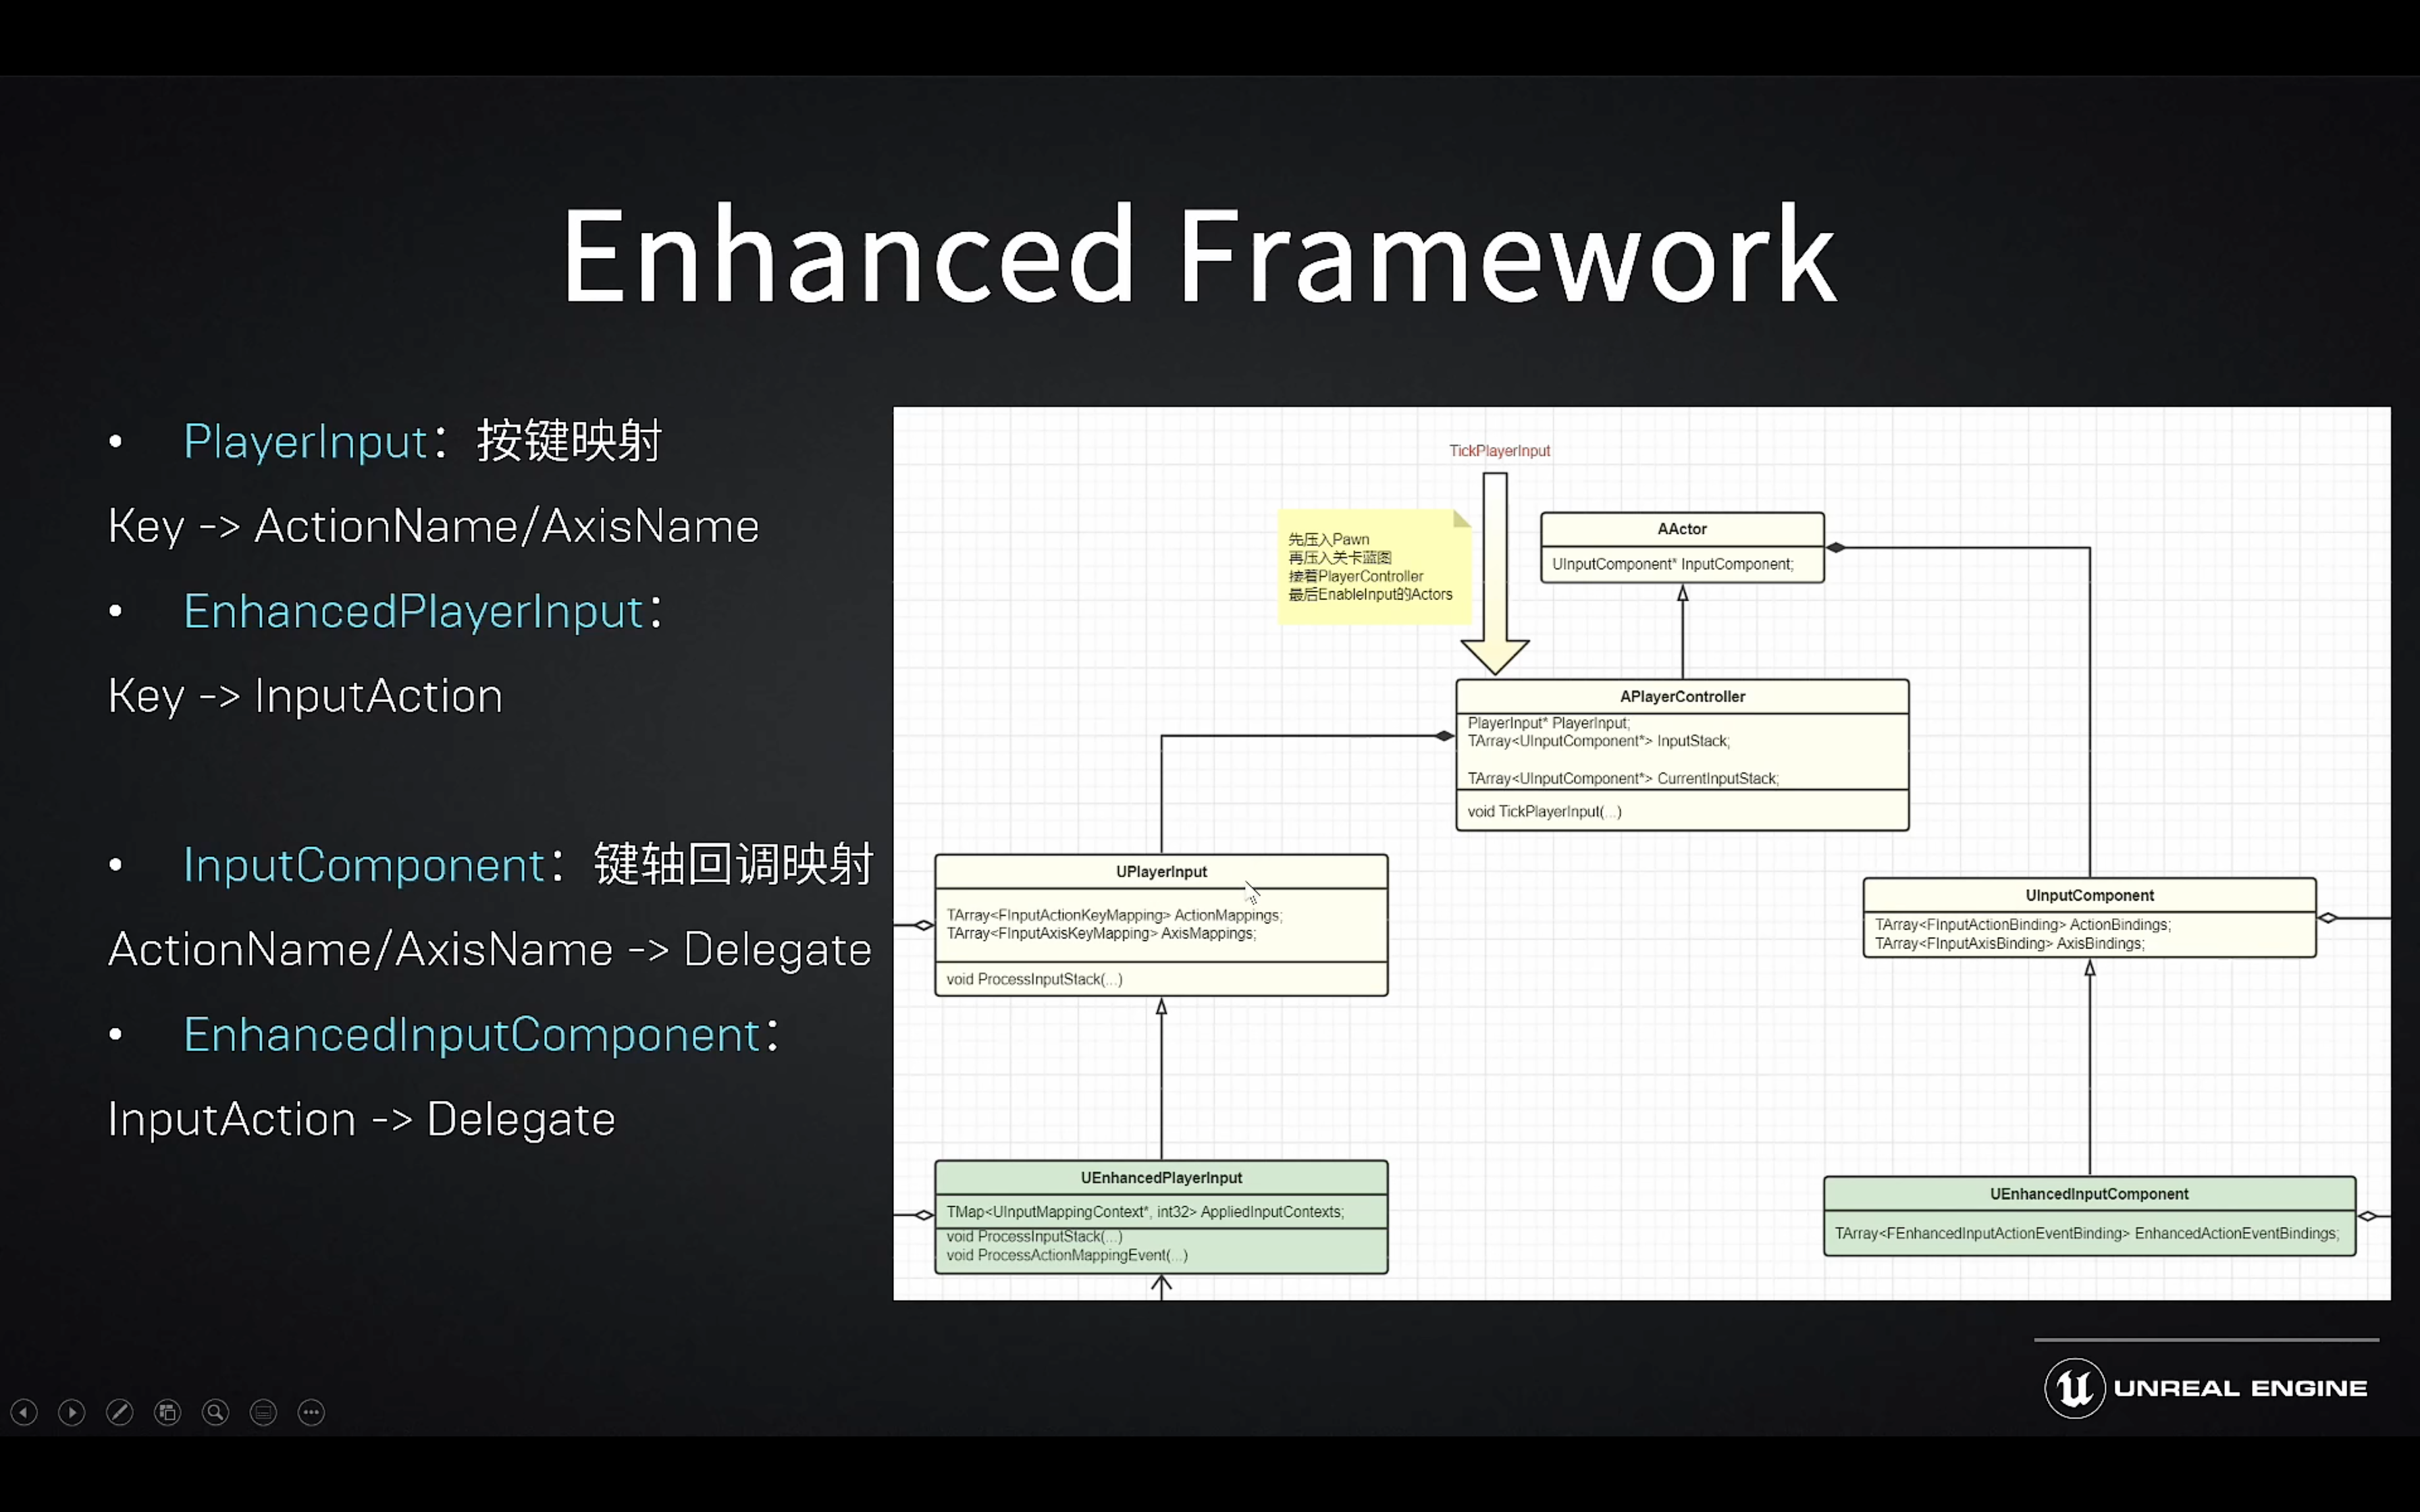 Enhanced Framework
• PlayerInput：按键映射
Key -> ActionName/AxisName
• EnhancedPlayerInput：
Key -> InputAction
• InputComponent：键轴回调映射
ActionName/AxisName -> Delegate
• EnhancedInputComponent：
InputAction -> Delegate
TickPlayerInput
先压入Pawn
再压入关卡蓝图
接着PlayerController
最后EnableInput的Actors
AActor
UInputComponent* InputComponent;
APlayerController
PlayerInput* PlayerInput;
TArray<UInputComponent*> InputStack;
TArray<UInputComponent*> CurrentInputStack;
void TickPlayerInput(...)
UPlayerInput
TArray<FInputActionKeyMapping> ActionMappings;
TArray<FInputAxisKeyMapping> AxisMappings;
void ProcessInputStack(...)
UInputComponent
TArray<FInputActionBinding> ActionBindings;
TArray<FInputAxisBinding> AxisBindings;
UEnhancedPlayerInput
TMap<UInputMappingContext*, int32> AppliedInputContexts;
void ProcessInputStack(...)
void ProcessActionMappingEvent(...)
UEnhancedInputComponent
TArray<FEnhancedInputActionEventBinding> EnhancedActionEventBindings;
UNREAL ENGINE